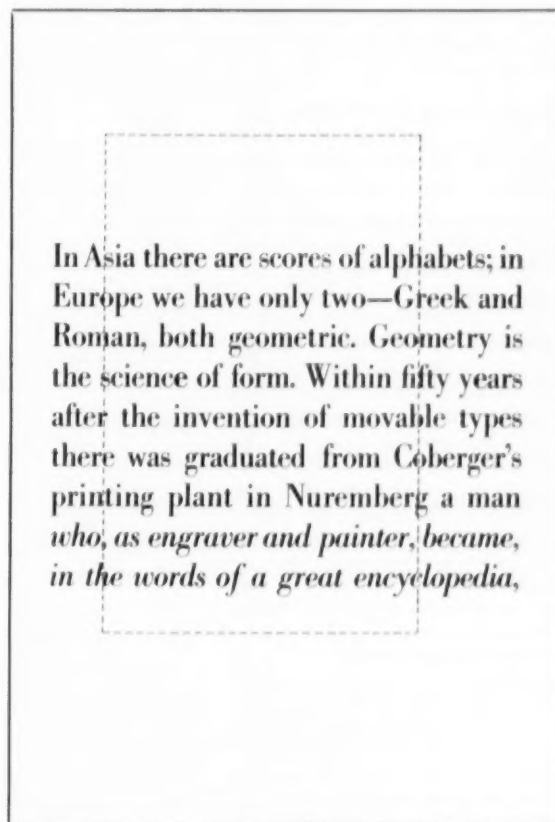 In Asia there are scores of alphabets; in
Europe we have only two—Greek and
Roman, both geometric. Geometry is
the science of form. Within fifty years
after the invention of movable types
there was graduated from Coberger's
printing plant in Nuremberg a man
who, as engraver and painter, became,
in the words of a great encyclopedia,